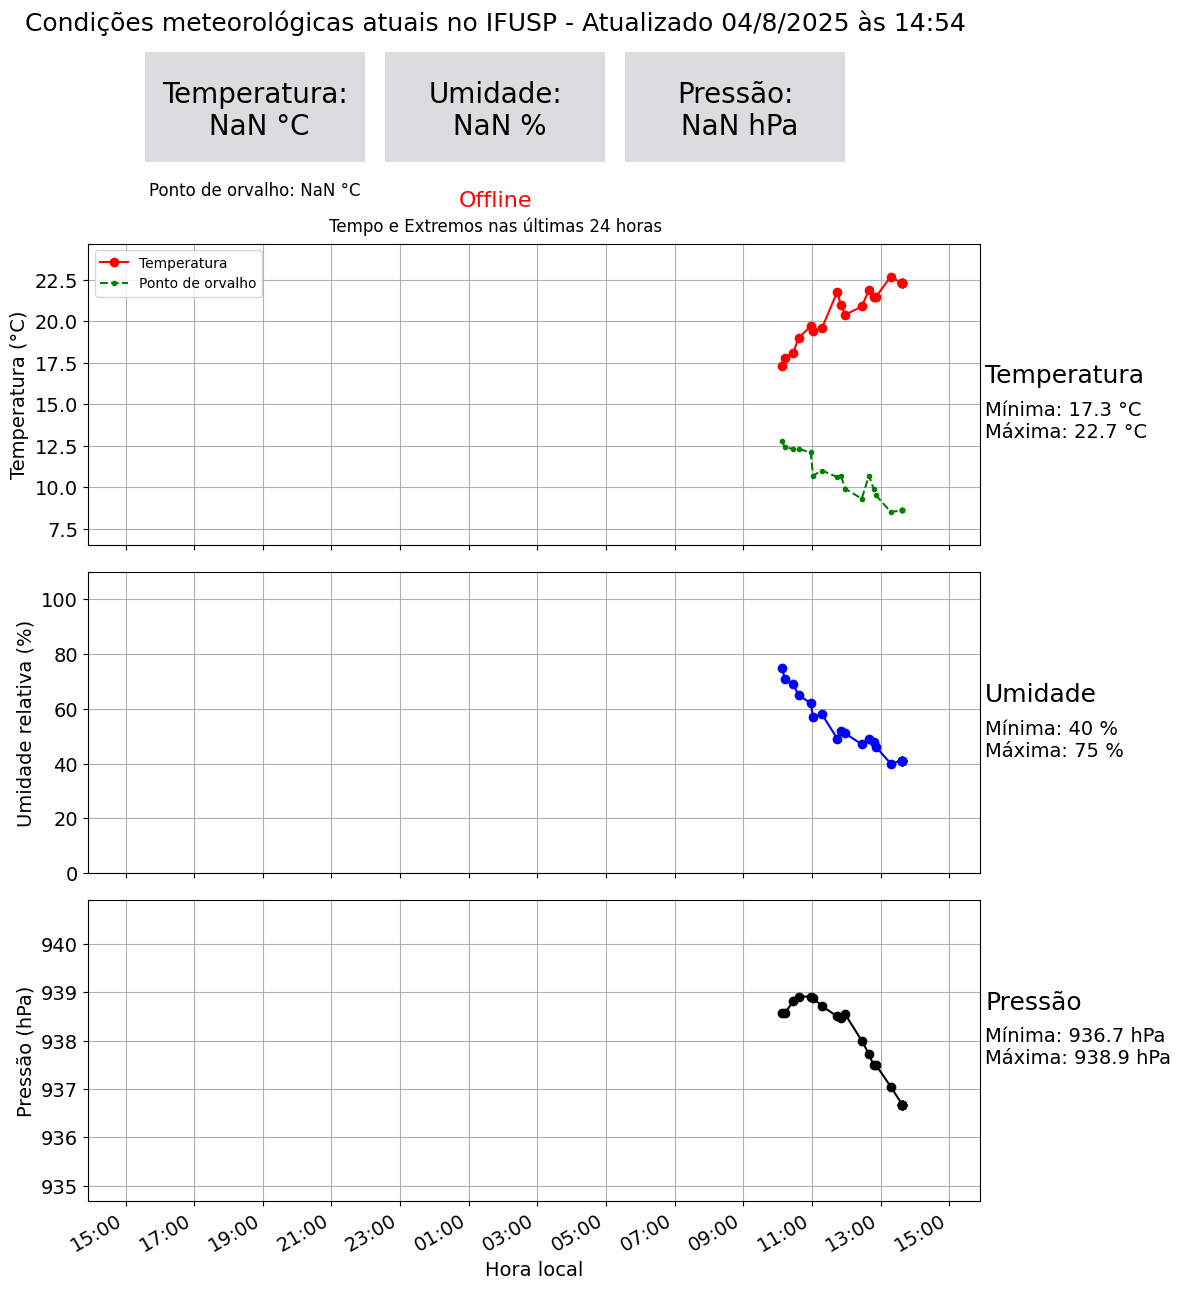 Condições meteorológicas atuais no IFUSP - Atualizado 04/8/2025 às 14:54
Temperatura:
NaN °C
Umidade:
NaN %
Pressão:
NaN hPa
Ponto de orvalho: NaN °C
Offline
Tempo e Extremos nas últimas 24 horas
Temperatura
Ponto de orvalho
Temperatura (°C)
22.5
20.0
17.5
15.0
12.5
10.0
7.5
Temperatura
Mínima: 17.3 °C
Máxima: 22.7 °C
Umidade relativa (%)
100
80
60
40
20
0
Umidade
Mínima: 40 %
Máxima: 75 %
Pressão (hPa)
940
939
938
937
936
935
Pressão
Mínima: 936.7 hPa
Máxima: 938.9 hPa
15:00 17:00 19:00 21:00 23:00 01:00 03:00 05:00 07:00 09:00 11:00 13:00 15:00
Hora local